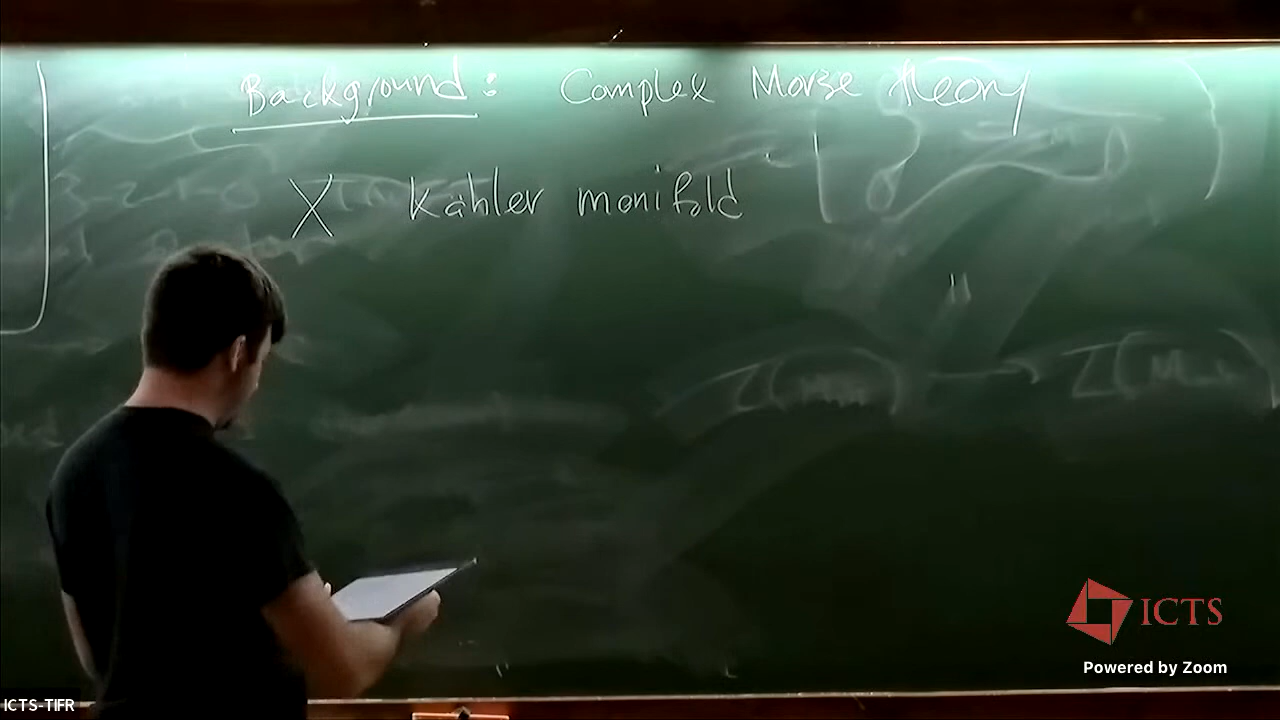 Background: Complex Morse theory
X Kähler manifold
ICTS
Powered by Zoom
ICTS-TIFR